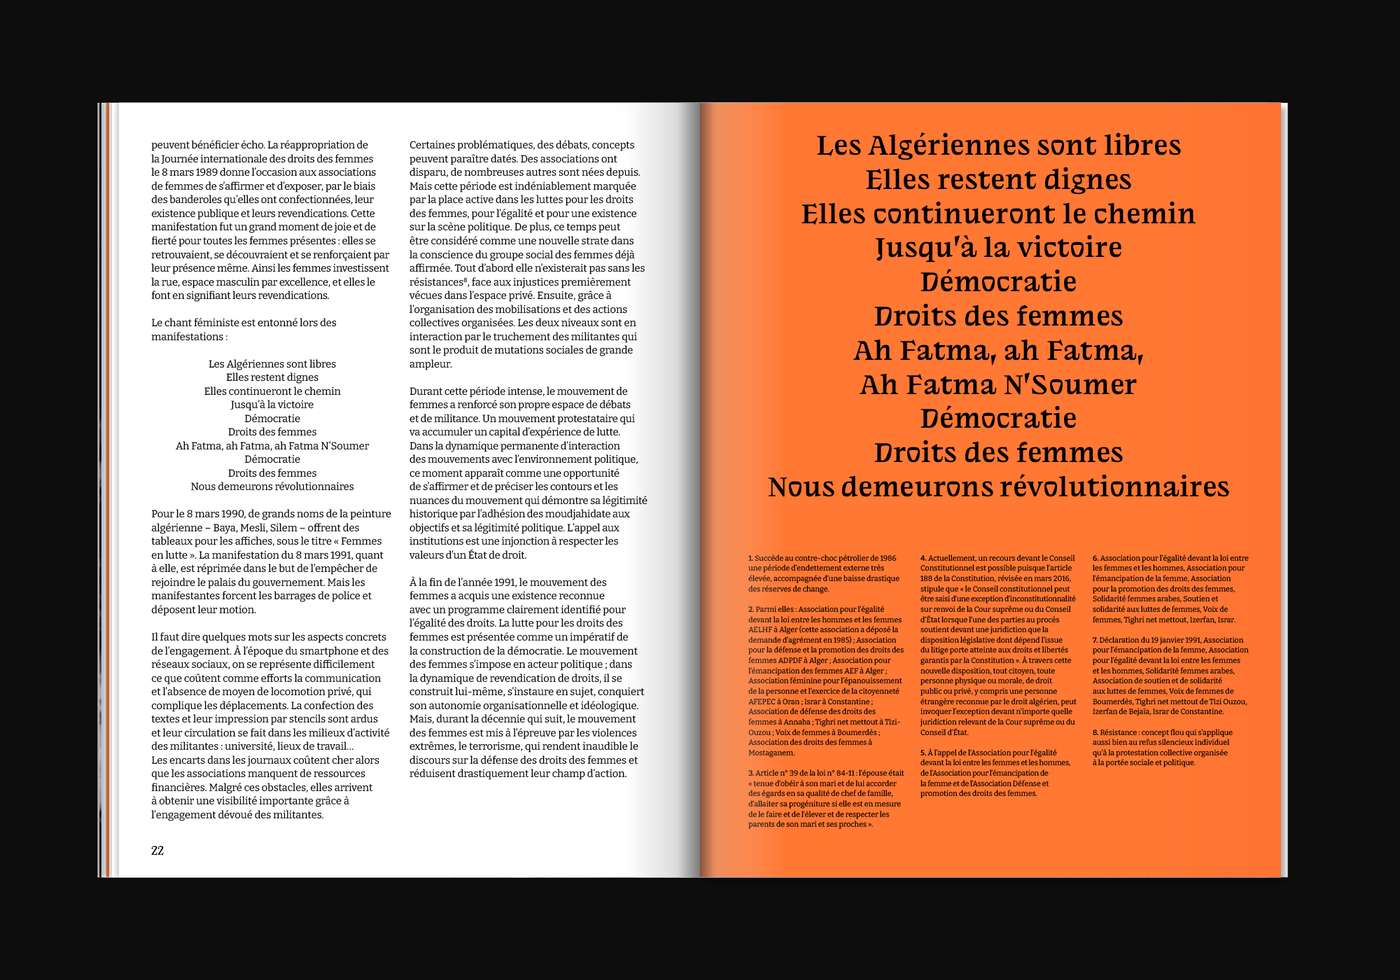 peuvent bénéficier écho. La réappropriation de
la Journée internationale des droits des femmes
le 8 mars 1989 donne l'occasion aux associations
de femmes de s'affirmer et d'exposer, par le biais
des banderoles qu'elles ont confectionnées, leur
existence publique et leurs revendications. Cette
manifestation fut un grand moment de joie et de
fierté pour toutes les femmes présentes : elles se
retrouvaient, se découvraient et se renforçaient par
leur présence même. Ainsi les femmes investissent
la rue, espace masculin par excellence, et elles le
font en signifiant leurs revendications.
Le chant féministe est entonné lors des
manifestations :
Les Algériennes sont libres
Elles restent dignes
Elles continueront le chemin
Jusqu'à la victoire
Démocratie
Droits des femmes
Ah Fatma, ah Fatma, ah Fatma N'Soumer
Démocratie
Droits des femmes
Nous demeurons révolutionnaires
Pour le 8 mars 1990, de grands noms de la peinture
algérienne – Baya, Mesli, Silem – offrent des
tableaux pour les affiches, sous le titre « Femmes
en lutte ». La manifestation du 8 mars 1991, quant
à elle, est réprimée dans le but de l'empêcher de
rejoindre le palais du gouvernement. Mais les
manifestantes forcent les barrages de police et
déposent leur motion.
Il faut dire quelques mots sur les aspects concrets
de l'engagement. À l'époque du smartphone et des
réseaux sociaux, on se représente difficilement
ce que coûtent comme efforts la communication
et l'absence de moyen de locomotion privé, qui
complique les déplacements. La confection des
textes et leur impression par stencils sont ardus
et leur circulation se fait dans les milieux d'activité
des militantes : université, lieux de travail…
Les encarts dans les journaux coûtent cher alors
que les associations manquent de ressources
financières. Malgré ces obstacles, elles arrivent
à obtenir une visibilité importante grâce à
l'engagement dévoué des militantes.
22
Certaines problématiques, des débats, concepts
peuvent paraître datés. Des associations ont
disparu, de nombreuses autres sont nées depuis.
Mais cette période est indéniablement marquée
par la place active dans les luttes pour les droits
des femmes, pour l'égalité et pour une existence
sur la scène politique. De plus, ce temps peut
être considéré comme une nouvelle strate dans
la conscience du groupe social des femmes déjà
affirmée. Tout d'abord elle n'existerait pas sans les
résistances⁸, face aux injustices premièrement
vécues dans l'espace privé. Ensuite, grâce à
l'organisation des mobilisations et des actions
collectives organisées. Les deux niveaux sont en
interaction par le truchement des militantes qui
sont le produit de mutations sociales de grande
ampleur.
Durant cette période intense, le mouvement de
femmes a renforcé son propre espace de débats
et de militance. Un mouvement protestataire qui
va accumuler un capital d'expérience de lutte.
Dans la dynamique permanente d'interaction
des mouvements avec l'environnement politique,
ce moment apparaît comme une opportunité
de s'affirmer et de préciser les contours et les
nuances du mouvement qui démontre sa légitimité
historique par l'adhésion des moudjahidate aux
objectifs et sa légitimité politique. L'appel aux
institutions est une injonction à respecter les
valeurs d'un État de droit.
À la fin de l'année 1991, le mouvement des
femmes a acquis une existence reconnue
avec un programme clairement identifié pour
l'égalité des droits. La lutte pour les droits des
femmes est présentée comme un impératif de
la construction de la démocratie. Le mouvement
des femmes s'impose en acteur politique ; dans
la dynamique de revendication de droits, il se
construit lui-même, s'instaure en sujet, conquiert
son autonomie organisationnelle et idéologique.
Mais, durant la décennie qui suit, le mouvement
des femmes est mis à l'épreuve par les violences
extrêmes, le terrorisme, qui rendent inaudible le
discours sur la défense des droits des femmes et
réduisent drastiquement leur champ d'action.
Les Algériennes sont libres
Elles restent dignes
Elles continueront le chemin
Jusqu'à la victoire
Démocratie
Droits des femmes
Ah Fatma, ah Fatma,
Ah Fatma N'Soumer
Démocratie
Droits des femmes
Nous demeurons révolutionnaires
1. Succède au contre-choc pétrolier de 1986
une période d'endettement externe très
élevée, accompagnée d'une baisse drastique
des réserves de change.
2. Parmi elles : Association pour l'égalité
devant la loi entre les hommes et les femmes
AELHF à Alger (cette association a déposé la
demande d'agrément en 1985) ; Association
pour la défense et la promotion des droits des
femmes ADPDF à Alger ; Association pour
l'émancipation des femmes AEF à Alger ;
Association féminine pour l'épanouissement
de la personne et l'exercice de la citoyenneté
AFEPEC à Oran ; Israr à Constantine ;
Association de défense des droits des
femmes à Annaba ; Tighri net mettout à Tizi-
Ouzou ; Voix de femmes à Boumerdès ;
Association des droits des femmes à
Mostaganem.
3. Article n° 39 de la loi n° 84-11 : l'épouse était
« tenue d'obéir à son mari et de lui accorder
des égards en sa qualité de chef de famille,
d'allaiter sa progéniture si elle est en mesure
de le faire et de l'élever et de respecter les
parents de son mari et ses proches ».
4. Actuellement, un recours devant le Conseil
Constitutionnel est possible puisque l'article
188 de la Constitution, révisée en mars 2016,
stipule que « le Conseil constitutionnel peut
être saisi d'une exception d'inconstitutionnalité
sur renvoi de la Cour suprême ou du Conseil
d'État lorsque l'une des parties au procès
soutient devant une juridiction que la
disposition législative dont dépend l'issue
du litige porte atteinte aux droits et libertés
garantis par la Constitution ». À travers cette
nouvelle disposition, tout citoyen, toute
personne physique ou morale, de droit
public ou privé, y compris une personne
étrangère reconnue par le droit algérien, peut
invoquer l'exception devant n'importe quelle
juridiction relevant de la Cour suprême ou du
Conseil d'État.
5. À l'appel de l'Association pour l'égalité
devant la loi entre les femmes et les hommes,
de l'Association pour l'émancipation de
la femme et de l'Association Défense et
promotion des droits des femmes.
6. Association pour l'égalité devant la loi entre
les femmes et les hommes, Association pour
l'émancipation de la femme, Association
pour la promotion des droits des femmes,
Solidarité femmes arabes, Soutien et
solidarité aux luttes de femmes, Voix de
femmes, Tighri net mettout, Izerfan, Israr.
7. Déclaration du 19 janvier 1991, Association
pour l'émancipation de la femme, Association
pour l'égalité devant la loi entre les femmes
et les hommes, Solidarité femmes arabes,
Association de soutien et de solidarité
aux luttes de femmes, Voix de femmes de
Boumerdès, Tighri net mettout de Tizi Ouzou,
Izerfan de Bejaïa, Israr de Constantine.
8. Résistance : concept flou qui s'applique
aussi bien au refus silencieux individuel
qu'à la protestation collective organisée
à la portée sociale et politique.